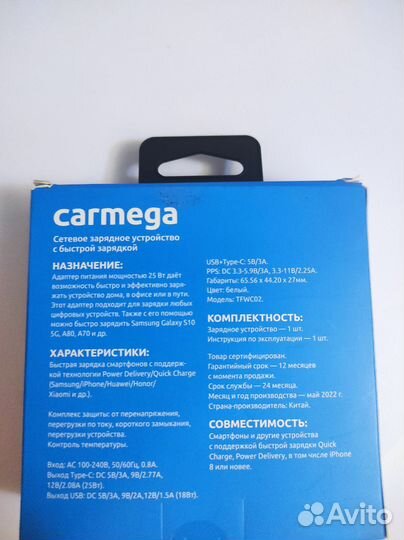 carmega
Сетевое зарядное устройство
с быстрой зарядкой
НАЗНАЧЕНИЕ:
Адаптер питания мощностью 25 Вт даёт
возможность быстро и эффективно заря-
жать устройство дома, в офисе или в пути.
Этот адаптер подходит для зарядки любых
цифровых устройств. Также с его помощью
можно быстро зарядить Samsung Galaxy S10
5G, A80, A70 и др.
ХАРАКТЕРИСТИКИ:
Быстрая зарядка смартфонов с поддерж-
кой технологии Power Delivery/Quick Charge
(Samsung/iPhone/Huawei/Honor/
Xiaomi и др.).
Комплекс защиты: от перенапряжения,
перегрузки по току, короткого замыкания,
перегрузки устройства.
Контроль температуры.
Вход: AC 100-240В, 50/60Гц, 0.8А.
Выход Type-C: DC 5В/3А, 9В/2.77А,
12В/2.08А (25Вт).
Выход USB: DC 5В/3А, 9В/2А,12В/1.5А (18Вт).
USB+Type-C: 5В/3А.
PPS: DC 3.3-5.9В/3А, 3.3-11В/2.25А.
Габариты: 65.56 x 44.20 x 27мм.
Цвет: белый.
Модель: TFWC02.
КОМПЛЕКТНОСТЬ:
Зарядное устройство — 1 шт.
Инструкция по эксплуатации — 1 шт.
Товар сертифицирован.
Гарантийный срок — 12 месяцев
с момента продажи.
Срок службы — 24 месяца.
Месяц и год производства — май 2022 г.
Страна-производитель: Китай.
СОВМЕСТИМОСТЬ:
Смартфоны и другие устройства
с поддержкой быстрой зарядки Quick
Charge, Power Delivery, в том числе iPhone
8 или новее.
Avito